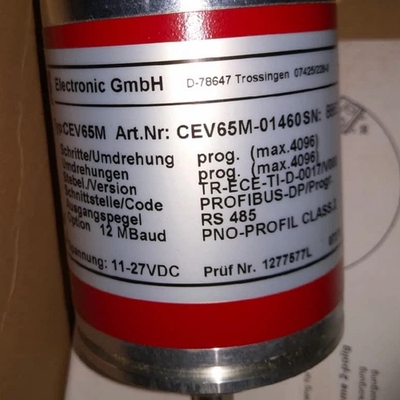 Electronic GmbH D-78647 Trossingen
CEV65M Art.Nr: CEV65M-01460 SN:
Schritte/Umdrehung prog. (max.4096)
Umdrehungen prog. (max.4096)
Stebel./Version TR-ECE-TI-D-0017/
Schnittstelle/Code PROFIBUS-DP/Prog.
Ausgangspegel RS 485
Option 12 MBaud PNO-PROFIL CLASS
11-27VDC Prüf Nr. 1277577L